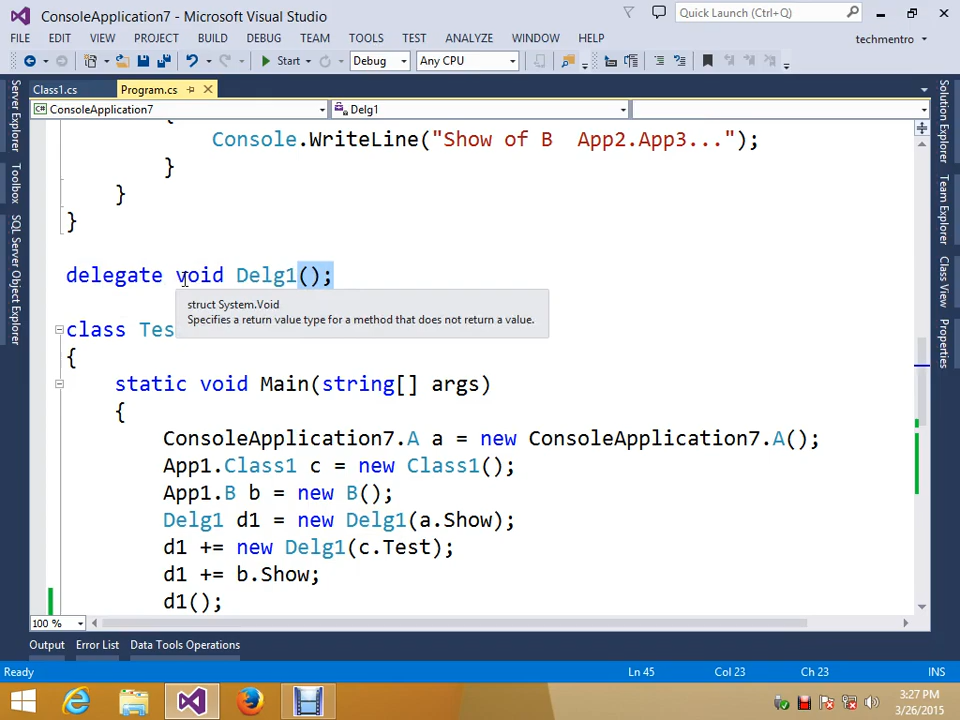 ConsoleApplication7 - Microsoft Visual Studio
Quick Launch (Ctrl+Q)
FILE EDIT VIEW PROJECT BUILD DEBUG TEAM TOOLS TEST ANALYZE WINDOW HELP
techmentro
Start Debug Any CPU
Class1.cs Program.cs
ConsoleApplication7 Delg1
Server Explorer
Toolbox
SQL Server Object Explorer
Solution Explorer
Team Explorer
Class View
Properties
{
Console.WriteLine("Show of B  App2.App3...");
}
}
}
delegate void Delg1();
struct System.Void
Specifies a return value type for a method that does not return a value.
class Tes
{
static void Main(string[] args)
{
ConsoleApplication7.A a = new ConsoleApplication7.A();
App1.Class1 c = new Class1();
App1.B b = new B();
Delg1 d1 = new Delg1(a.Show);
d1 += new Delg1(c.Test);
d1 += b.Show;
d1();
100 %
Output Error List Data Tools Operations
Ready Ln 45 Col 23 Ch 23 INS
3:27 PM
3/26/2015